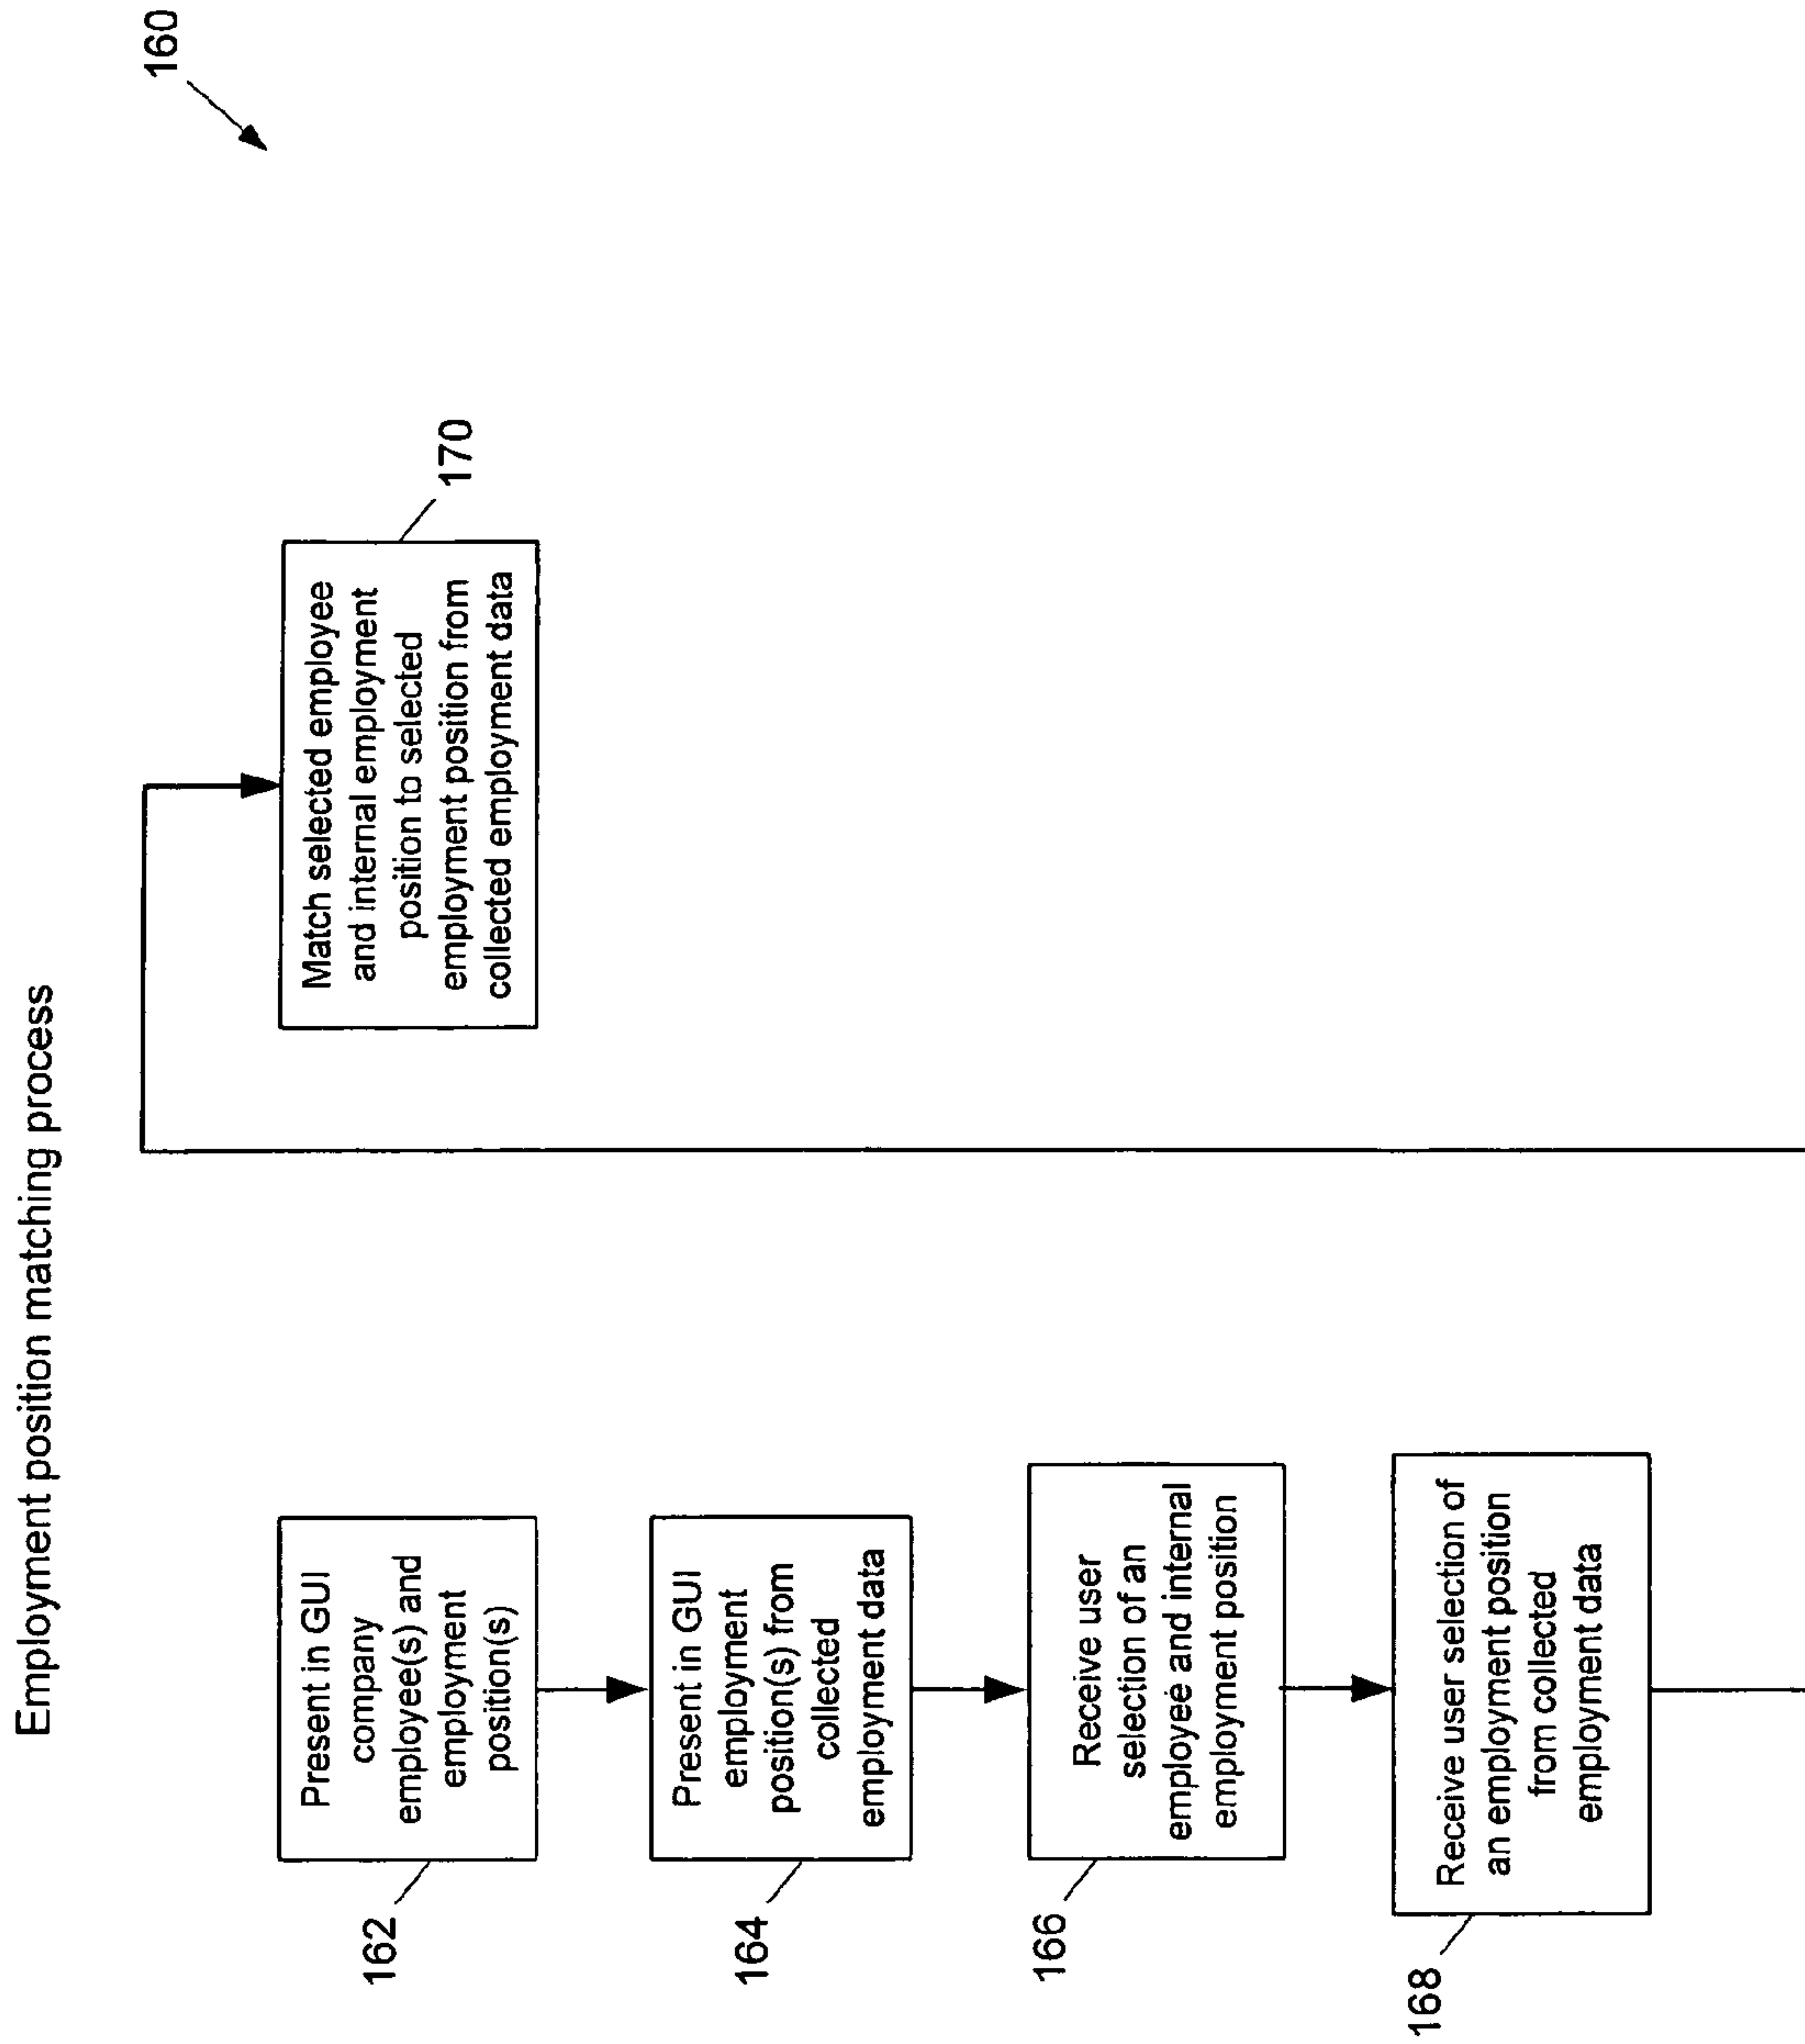 Employment position matching process
160
162
Present in GUI
company
employee(s) and
employment
position(s)
164
Present in GUI
employment
position(s) from
collected
employment data
166
Receive user
selection of an
employee and internal
employment position
168
Receive user selection of
an employment position
from collected
employment data
170
Match selected employee
and internal employment
position to selected
employment position from
collected employment data